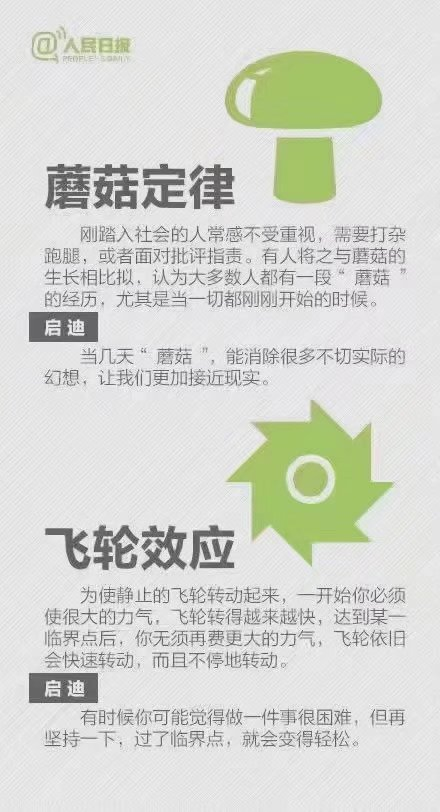 @人民日报
PEOPLE'S DAILY
蘑菇定律
刚踏入社会的人常感不受重视，需要打杂
跑腿，或者面对批评指责。有人将之与蘑菇的
生长相比拟，认为大多数人都有一段“蘑菇”
的经历，尤其是当一切都刚刚开始的时候。
启迪
当几天“蘑菇”，能消除很多不切实际的
幻想，让我们更加接近现实。
飞轮效应
为使静止的飞轮转动起来，一开始你必须
使很大的力气，飞轮转得越来越快，达到某一
临界点后，你无须再费更大的力气，飞轮依旧
会快速转动，而且不停地转动。
启迪
有时候你可能觉得做一件事很困难，但再
坚持一下，过了临界点，就会变得轻松。